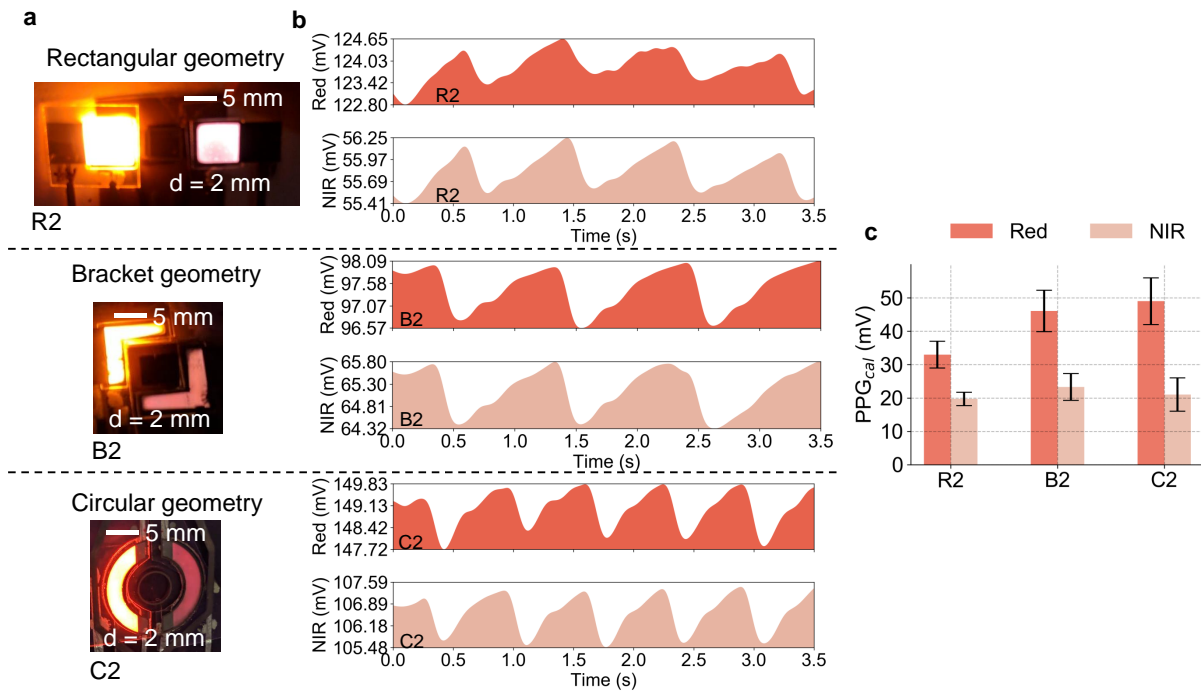 a
Rectangular geometry
5 mm
d = 2 mm
R2
Bracket geometry
5 mm
d = 2 mm
B2
Circular geometry
5 mm
d = 2 mm
C2
b
Red (mV)
124.65
124.03
123.42
122.80
R2
NIR (mV)
56.25
55.97
55.69
55.41
R2
0.0 0.5 1.0 1.5 2.0 2.5 3.0 3.5
Time (s)
Red (mV)
98.09
97.58
97.07
96.57
B2
NIR (mV)
65.80
65.30
64.81
64.32
B2
0.0 0.5 1.0 1.5 2.0 2.5 3.0 3.5
Time (s)
Red (mV)
149.83
149.13
148.42
147.72
C2
NIR (mV)
107.59
106.89
106.18
105.48
C2
0.0 0.5 1.0 1.5 2.0 2.5 3.0 3.5
Time (s)
c
Red NIR
PPGcal (mV)
50
40
30
20
10
0
R2 B2 C2